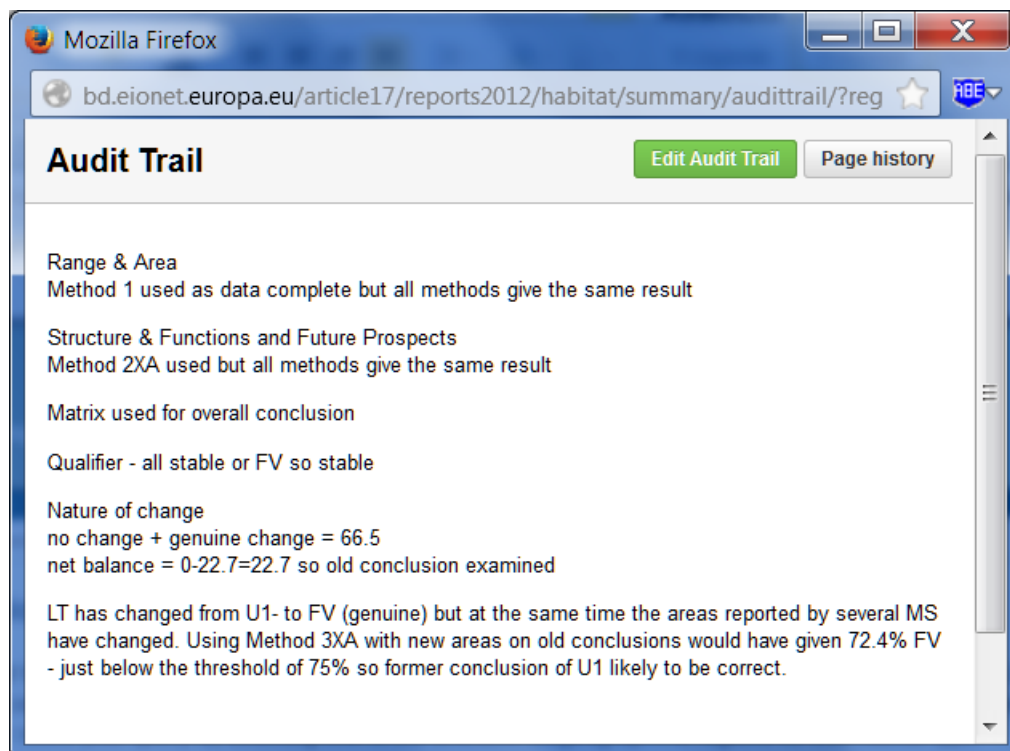 Mozilla Firefox
X
bd.eionet.europa.eu/article17/reports2012/habitat/summary/audittrail/?reg
ABE
Audit Trail
Edit Audit Trail
Page history
Range & Area
Method 1 used as data complete but all methods give the same result
Structure & Functions and Future Prospects
Method 2XA used but all methods give the same result
Matrix used for overall conclusion
Qualifier - all stable or FV so stable
Nature of change
no change + genuine change = 66.5
net balance = 0-22.7=22.7 so old conclusion examined
LT has changed from U1- to FV (genuine) but at the same time the areas reported by several MS
have changed. Using Method 3XA with new areas on old conclusions would have given 72.4% FV
- just below the threshold of 75% so former conclusion of U1 likely to be correct.